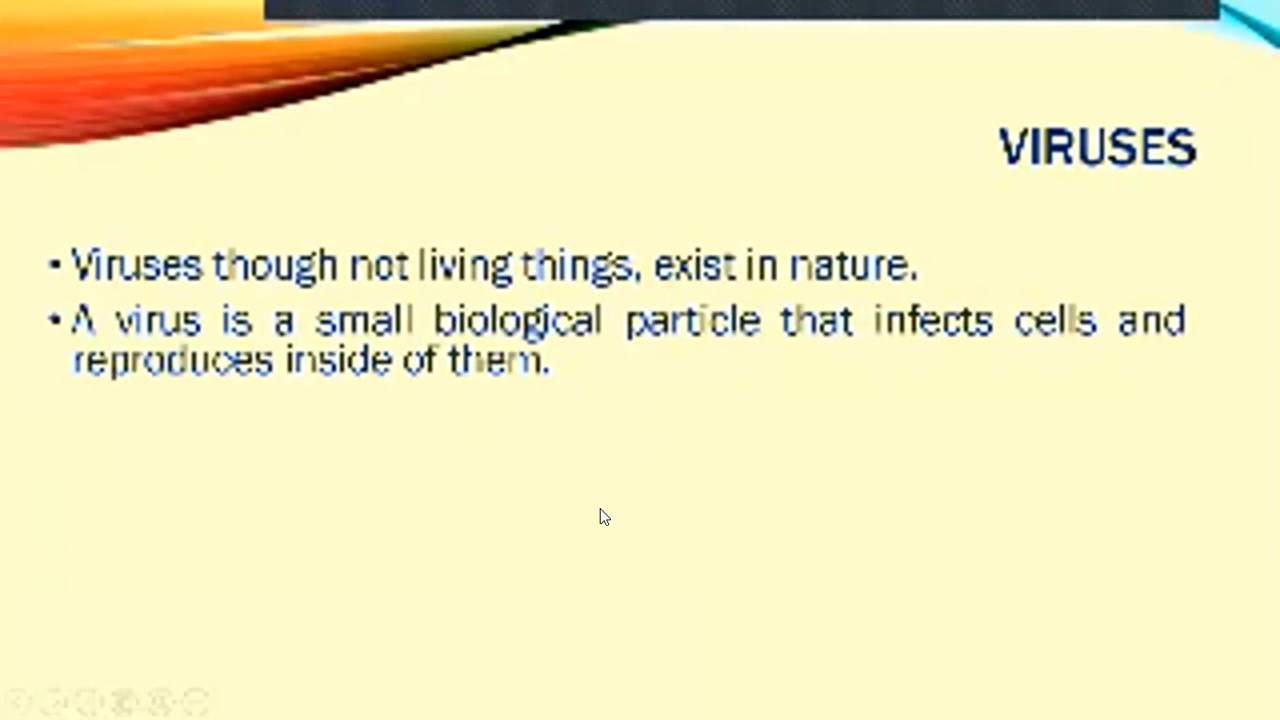 VIRUSES
• Viruses though not living things, exist in nature.
• A virus is a small biological particle that infects cells and
reproduces inside of them.